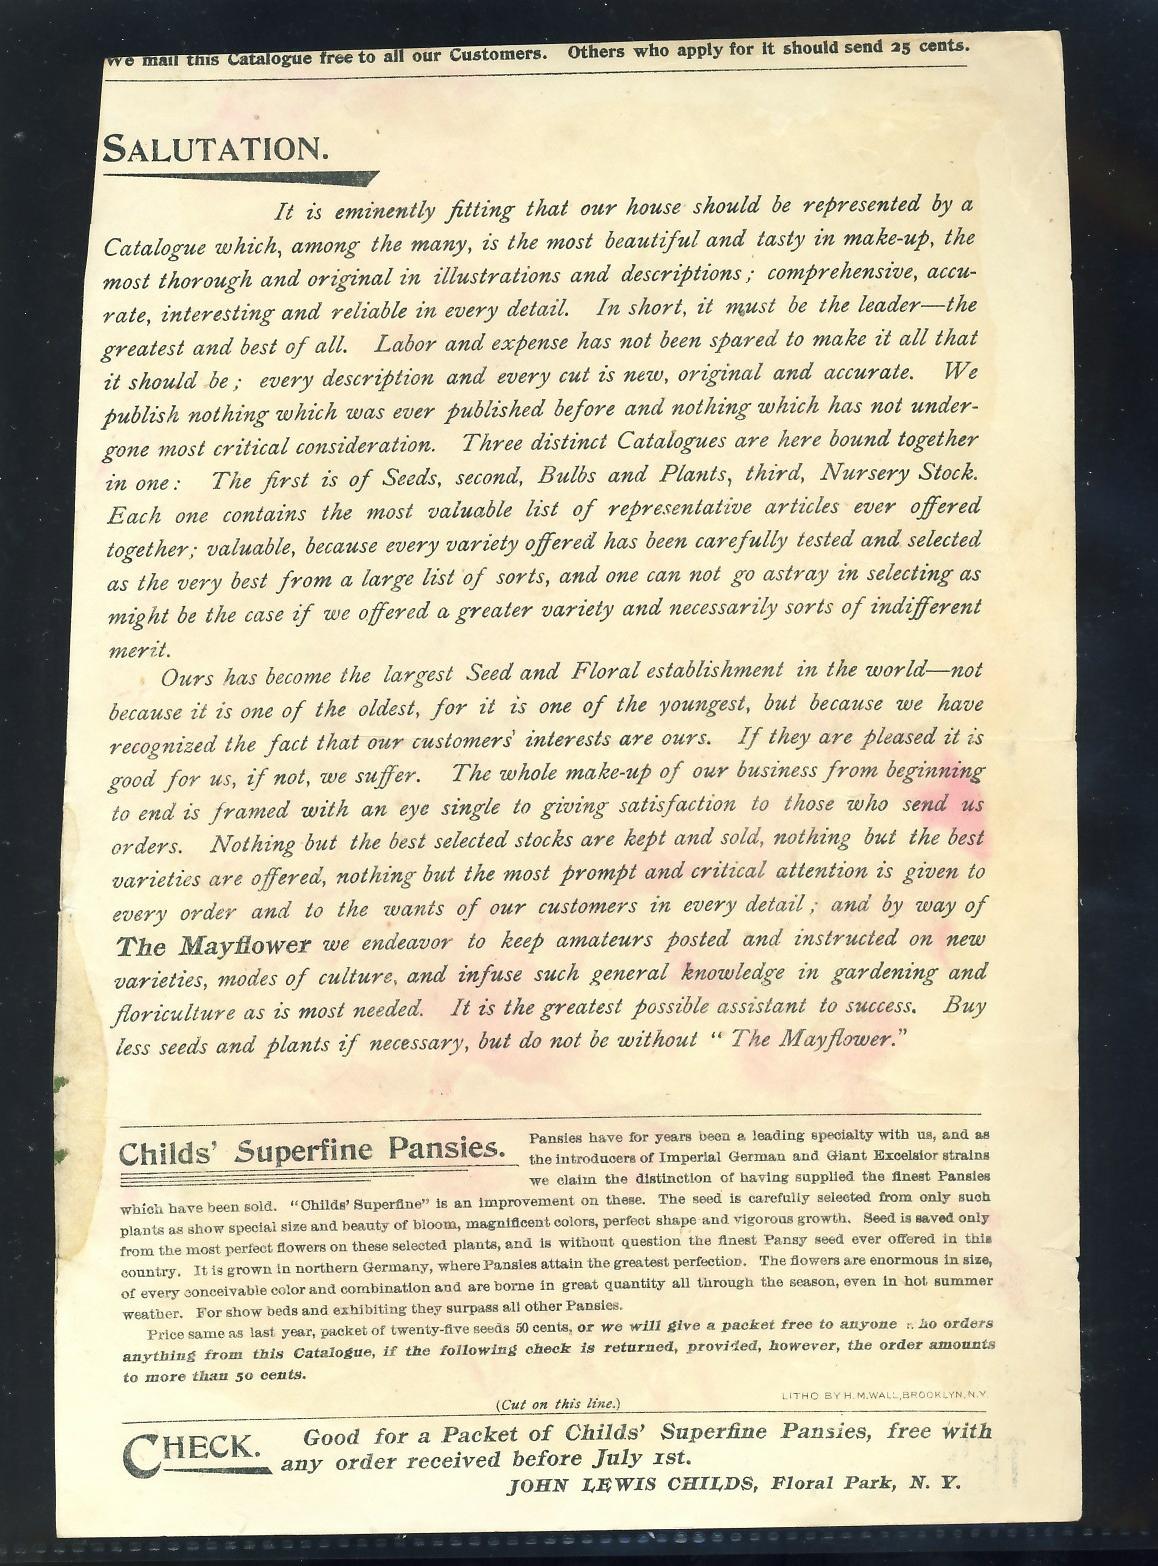 We mail this Catalogue free to all our Customers. Others who apply for it should send 25 cents.
SALUTATION.
It is eminently fitting that our house should be represented by a
Catalogue which, among the many, is the most beautiful and tasty in make-up, the
most thorough and original in illustrations and descriptions; comprehensive, accu-
rate, interesting and reliable in every detail. In short, it must be the leader—the
greatest and best of all. Labor and expense has not been spared to make it all that
it should be; every description and every cut is new, original and accurate. We
publish nothing which was ever published before and nothing which has not under-
gone most critical consideration. Three distinct Catalogues are here bound together
in one: The first is of Seeds, second, Bulbs and Plants, third, Nursery Stock.
Each one contains the most valuable list of representative articles ever offered
together; valuable, because every variety offered has been carefully tested and selected
as the very best from a large list of sorts, and one can not go astray in selecting as
might be the case if we offered a greater variety and necessarily sorts of indifferent
merit.
Ours has become the largest Seed and Floral establishment in the world—not
because it is one of the oldest, for it is one of the youngest, but because we have
recognized the fact that our customers' interests are ours. If they are pleased it is
good for us, if not, we suffer. The whole make-up of our business from beginning
to end is framed with an eye single to giving satisfaction to those who send us
orders. Nothing but the best selected stocks are kept and sold, nothing but the best
varieties are offered, nothing but the most prompt and critical attention is given to
every order and to the wants of our customers in every detail; and by way of
The Mayflower we endeavor to keep amateurs posted and instructed on new
varieties, modes of culture, and infuse such general knowledge in gardening and
floriculture as is most needed. It is the greatest possible assistant to success. Buy
less seeds and plants if necessary, but do not be without "The Mayflower."
Childs' Superfine Pansies.
Pansies have for years been a leading specialty with us, and as
the introducers of Imperial German and Giant Excelsior strains
we claim the distinction of having supplied the finest Pansies
which have been sold. "Childs' Superfine" is an improvement on these. The seed is carefully selected from only such
plants as show special size and beauty of bloom, magnificent colors, perfect shape and vigorous growth. Seed is saved only
from the most perfect flowers on these selected plants, and is without question the finest Pansy seed ever offered in this
country. It is grown in northern Germany, where Pansies attain the greatest perfection. The flowers are enormous in size,
of every conceivable color and combination and are borne in great quantity all through the season, even in hot summer
weather. For show beds and exhibiting they surpass all other Pansies.
Price same as last year, packet of twenty-five seeds 50 cents, or we will give a packet free to anyone who orders
anything from this Catalogue, if the following check is returned, provided, however, the order amounts
to more than 50 cents.
LITHO BY H.M.WALL, BROOKLYN, N.Y.
(Cut on this line.)
CHECK. Good for a Packet of Childs' Superfine Pansies, free with
any order received before July 1st.
JOHN LEWIS CHILDS, Floral Park, N. Y.